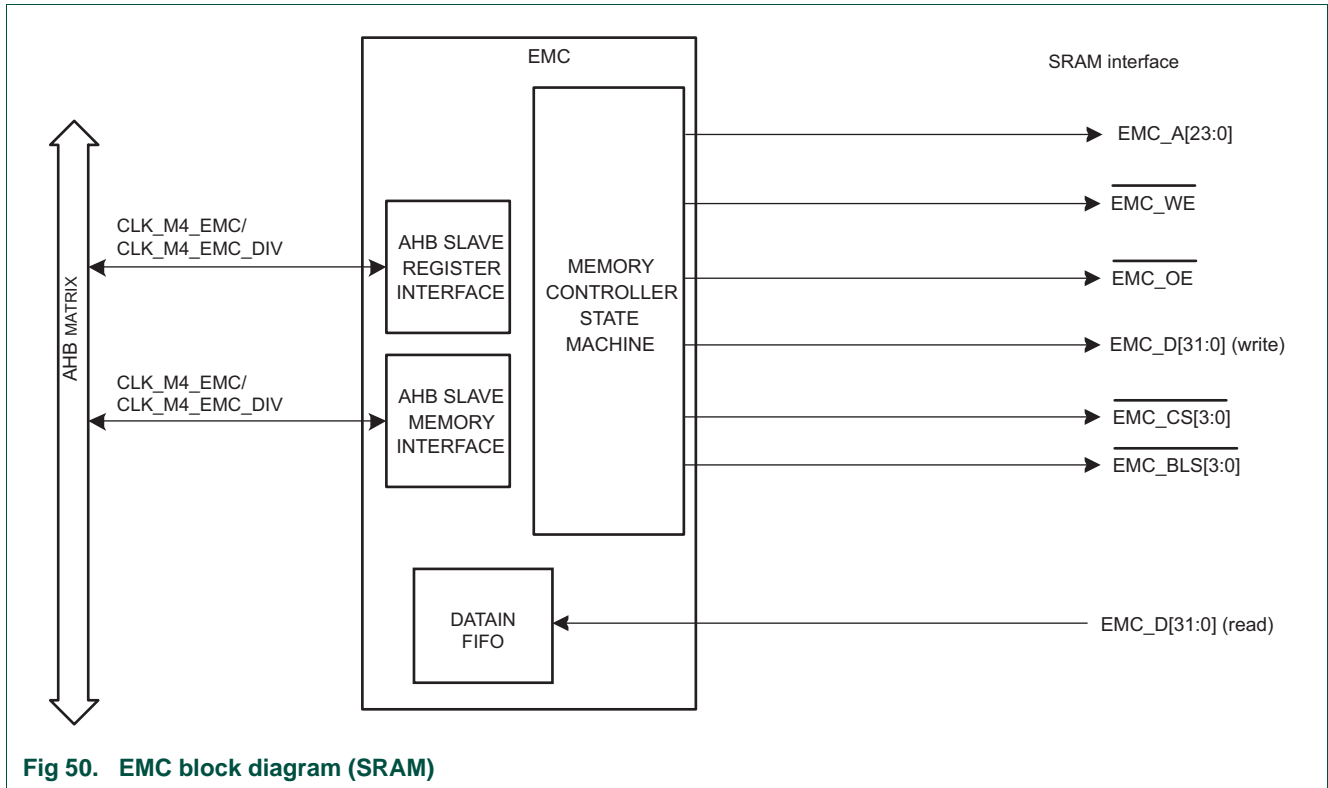 EMC
SRAM interface
AHB MATRIX
CLK_M4_EMC/
CLK_M4_EMC_DIV
AHB SLAVE
REGISTER
INTERFACE
CLK_M4_EMC/
CLK_M4_EMC_DIV
AHB SLAVE
MEMORY
INTERFACE
MEMORY
CONTROLLER
STATE
MACHINE
DATAIN
FIFO
EMC_A[23:0]
EMC_WE
EMC_OE
EMC_D[31:0] (write)
EMC_CS[3:0]
EMC_BLS[3:0]
EMC_D[31:0] (read)
Fig 50. EMC block diagram (SRAM)